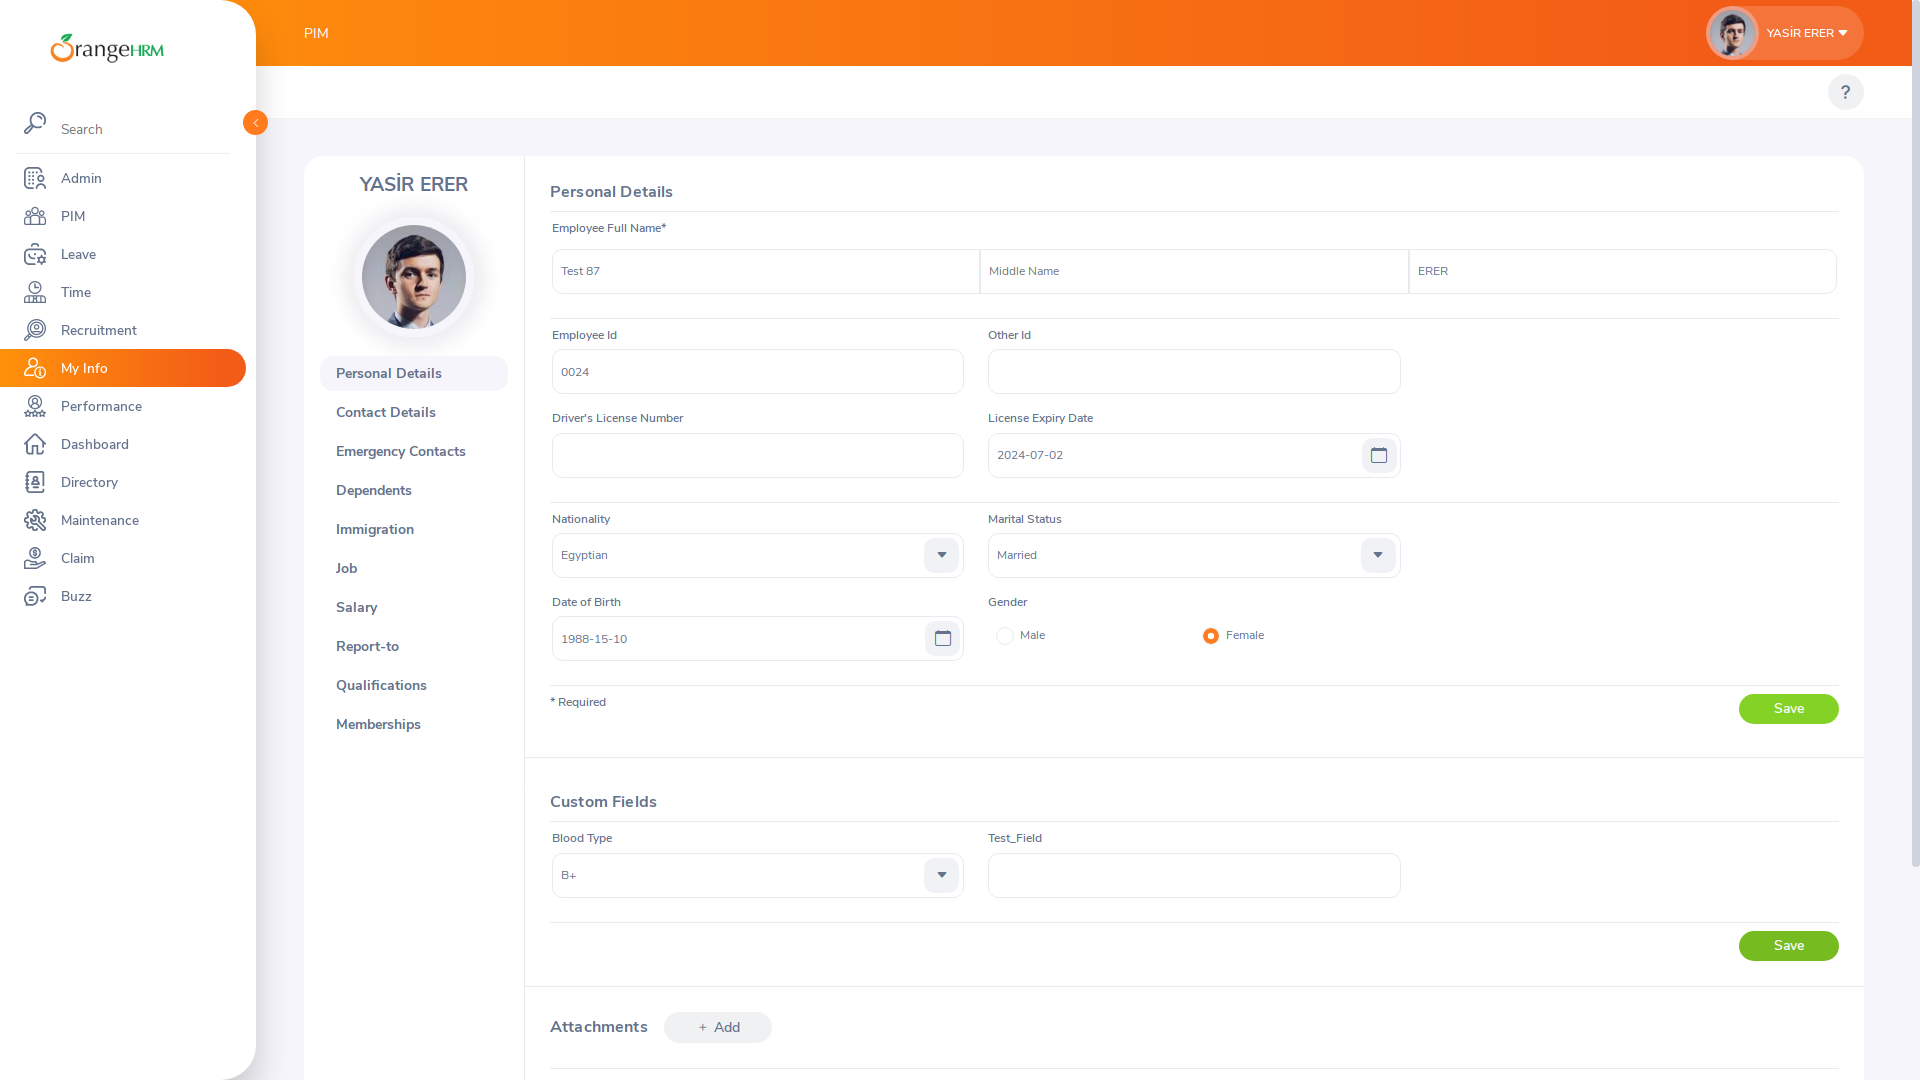 OrangeHRM
PIM
YASİR ERER
?
Search
Admin
PIM
Leave
Time
Recruitment
My Info
Performance
Dashboard
Directory
Maintenance
Claim
Buzz
YASİR ERER
Personal Details
Contact Details
Emergency Contacts
Dependents
Immigration
Job
Salary
Report-to
Qualifications
Memberships
Personal Details
Employee Full Name*
Test 87 Middle Name ERER
Employee Id Other Id
0024
Driver's License Number License Expiry Date
2024-07-02
Nationality Marital Status
Egyptian Married
Date of Birth Gender
1988-15-10 Male Female
* Required Save
Custom Fields
Blood Type Test_Field
B+
Save
Attachments + Add